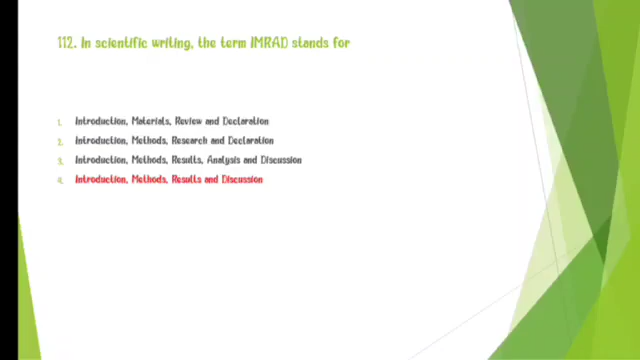 112. In scientific writing, the term IMRAD stands for
1. Introduction, Materials, Review and Declaration
2. Introduction, Methods, Research and Declaration
3. Introduction, Methods, Results, Analysis and Discussion
4. Introduction, Methods, Results and Discussion